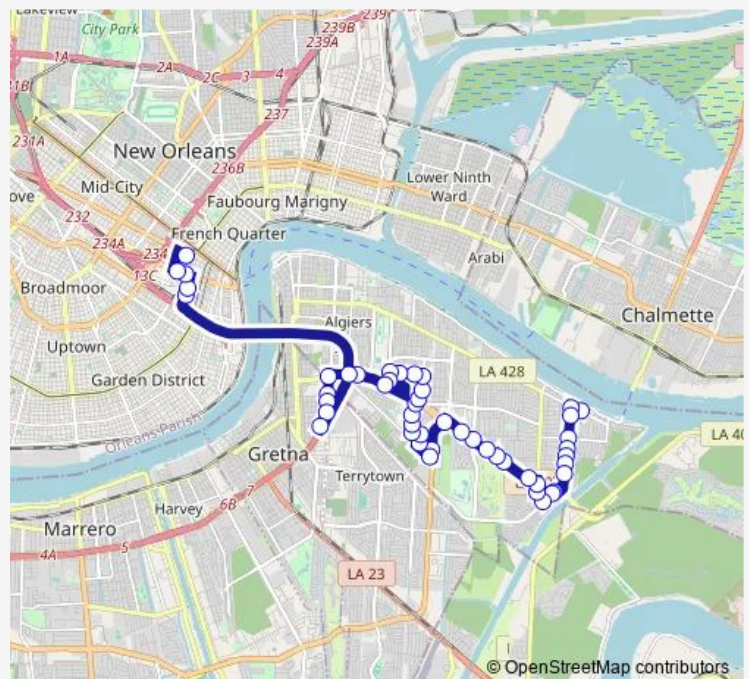 Lakeview
City Park
239
239B
239A
1A
2A
2C
3
4
1B
237
231A
New Orleans
236B
Mid-City
Lower Ninth
Ward
ove
Faubourg Marigny
232
French Quarter
234A
234
Arabi
13C
Broadmoor
Chalmette
Algiers
Uptown
LA 428
Garden District
Orleans Parish
LA 40
Gretna
Terrytown
7
6B
Harvey
Marrero
5
4A
LA 23
© OpenStreetMap contributors